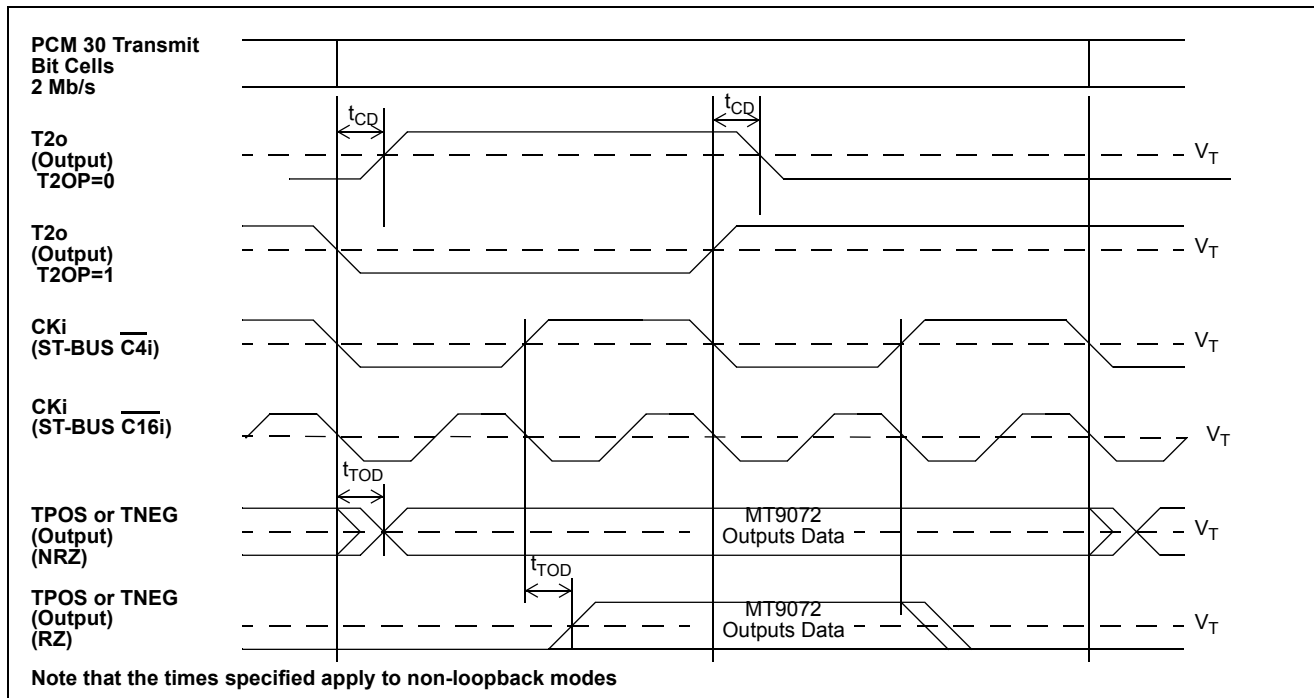 PCM 30 Transmit
Bit Cells
2 Mb/s
tCD
tCD
T2o
(Output)
T2OP=0
VT
T2o
(Output)
T2OP=1
VT
CKi
(ST-BUS C4i)
VT
CKi
(ST-BUS C16i)
VT
tTOD
TPOS or TNEG
(Output)
(NRZ)
MT9072
Outputs Data
VT
tTOD
TPOS or TNEG
(Output)
(RZ)
MT9072
Outputs Data
VT
Note that the times specified apply to non-loopback modes